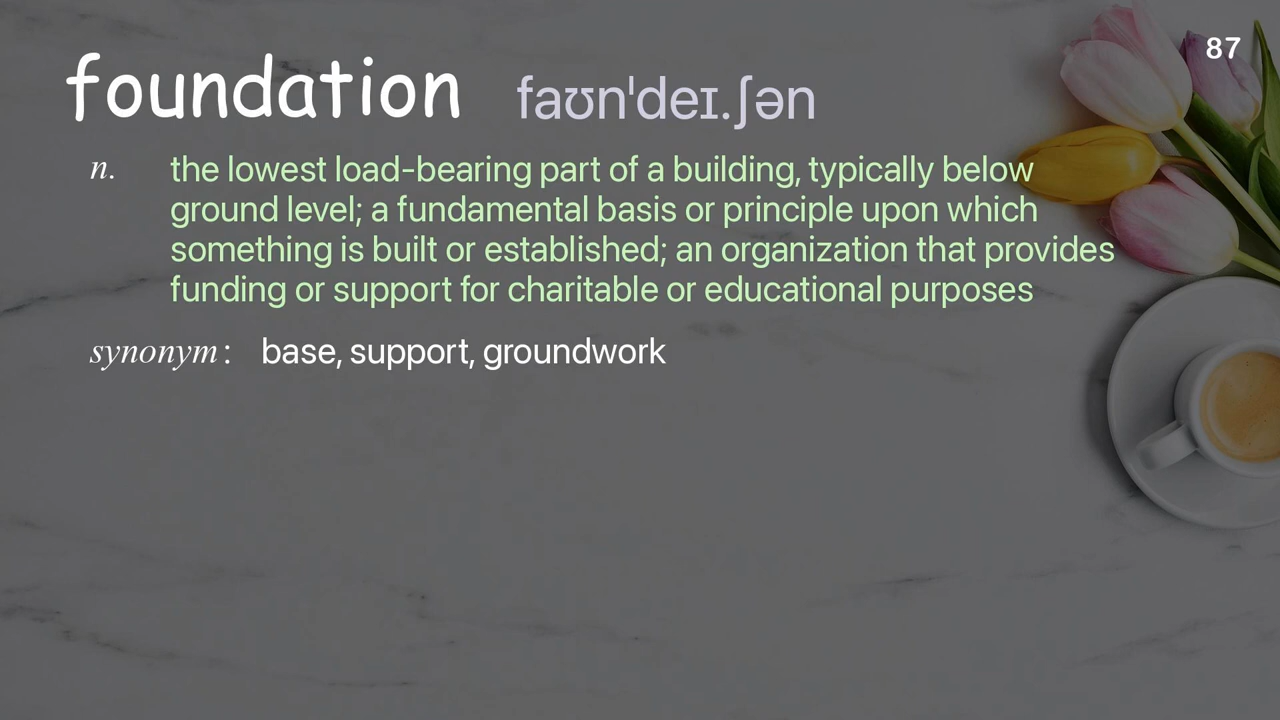 87
foundation faʊnˈdeɪ.ʃən
n. the lowest load-bearing part of a building, typically below
ground level; a fundamental basis or principle upon which
something is built or established; an organization that provides
funding or support for charitable or educational purposes
synonym: base, support, groundwork